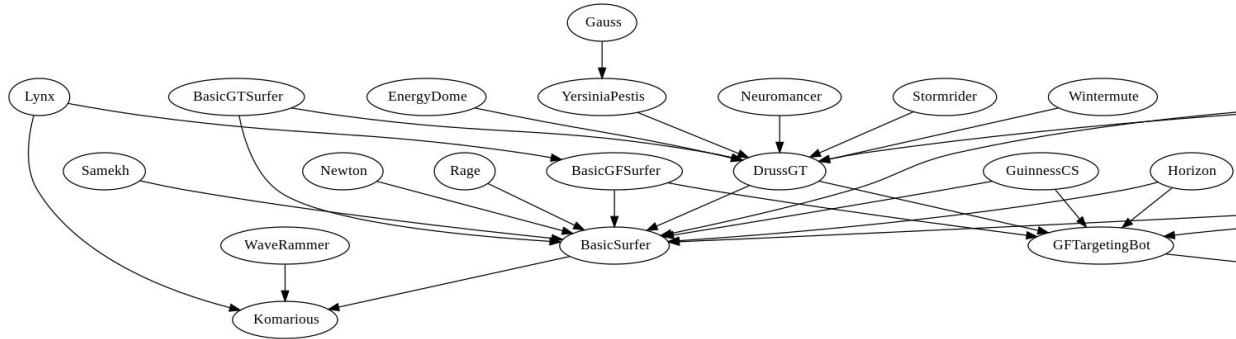 Gauss
Lynx
BasicGTSurfer
EnergyDome
YersiniaPestis
Neuromancer
Stormrider
Wintermute
Samekh
Newton
Rage
BasicGFSurfer
DrussGT
GuinnessCS
Horizon
WaveRammer
BasicSurfer
GFTargetingBot
Komarious